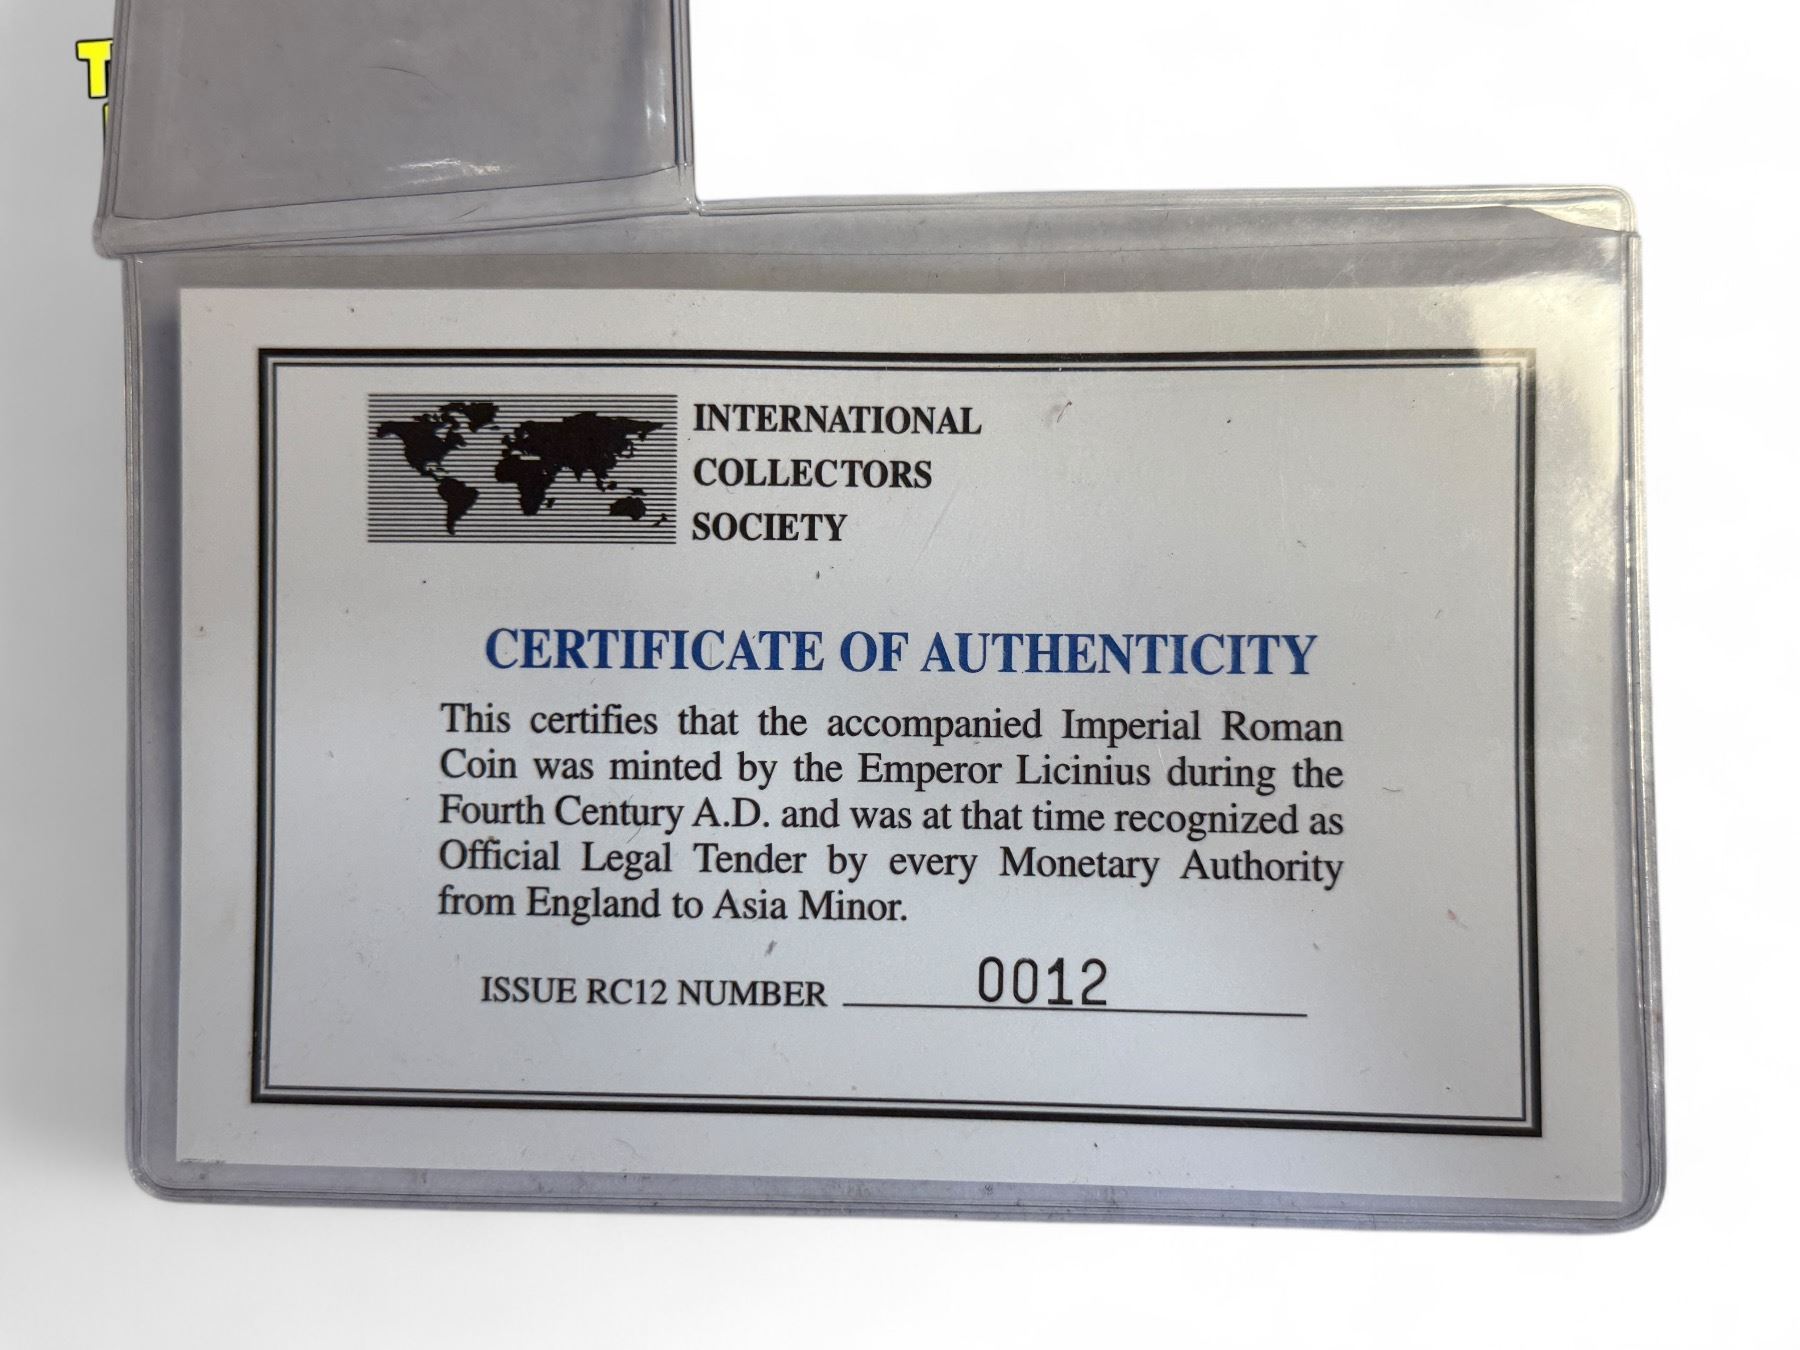 T
INTERNATIONAL
COLLECTORS
SOCIETY
CERTIFICATE OF AUTHENTICITY
This certifies that the accompanied Imperial Roman
Coin was minted by the Emperor Licinius during the
Fourth Century A.D. and was at that time recognized as
Official Legal Tender by every Monetary Authority
from England to Asia Minor.
ISSUE RC12 NUMBER 0012